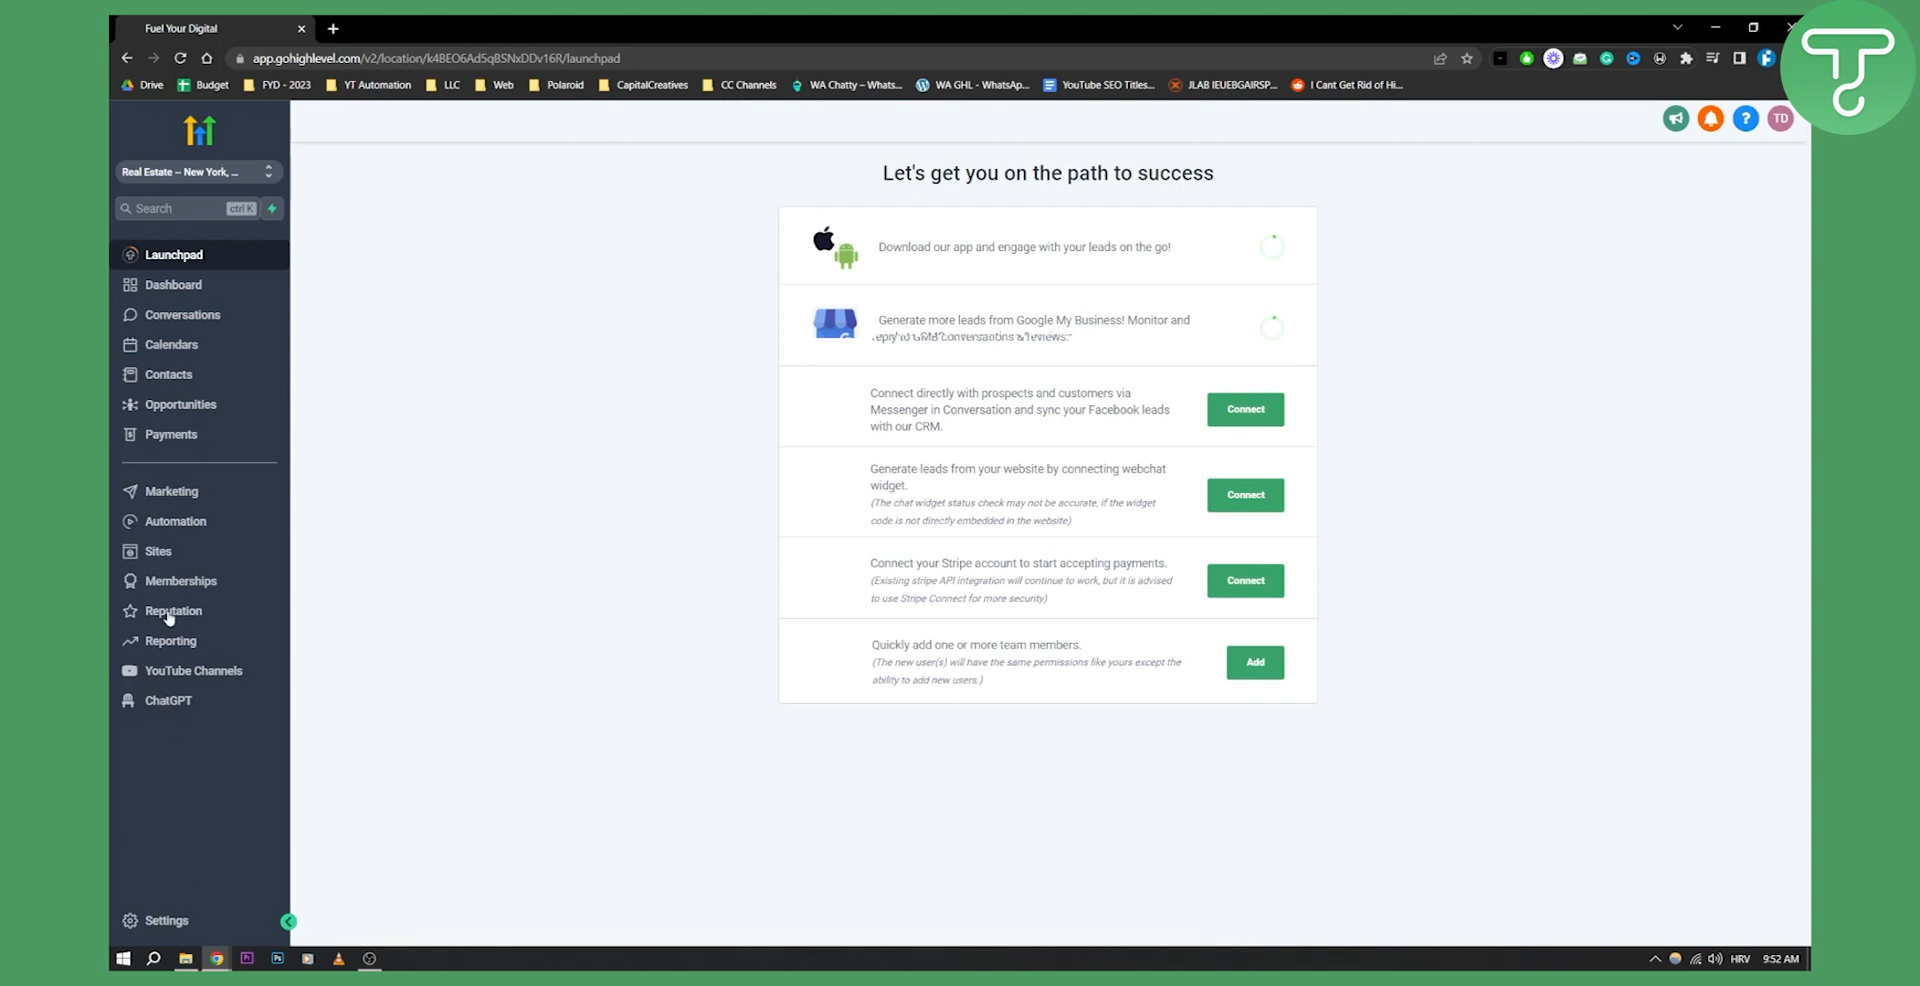 Fuel Your Digital
app.gohighlevel.com/v2/location/k4BEO6Ad5qBSNxDDv16R/launchpad
Drive
Budget
FYD - 2023
YT Automation
LLC
Web
Polaroid
CapitalCreatives
CC Channels
WA Chatty – Whats...
WA GHL - WhatsAp...
YouTube SEO Titles...
JLAB IEUEBGAIRSP...
I Cant Get Rid of Hi...
TD
Real Estate -- New York, ...
Search
ctrl K
Launchpad
Dashboard
Conversations
Calendars
Contacts
Opportunities
Payments
Marketing
Automation
Sites
Memberships
Reputation
Reporting
YouTube Channels
ChatGPT
Settings
Let's get you on the path to success
Download our app and engage with your leads on the go!
Generate more leads from Google My Business! Monitor and
reply to GMB conversations & reviews.
Connect directly with prospects and customers via
Messenger in Conversation and sync your Facebook leads
with our CRM.
Connect
Generate leads from your website by connecting webchat
widget.
(The chat widget status check may not be accurate, if the widget
code is not directly embedded in the website)
Connect
Connect your Stripe account to start accepting payments.
(Existing stripe API integration will continue to work, but it is advised
to use Stripe Connect for more security)
Connect
Quickly add one or more team members.
(The new user(s) will have the same permissions like yours except the
ability to add new users.)
Add
HRV
9:52 AM